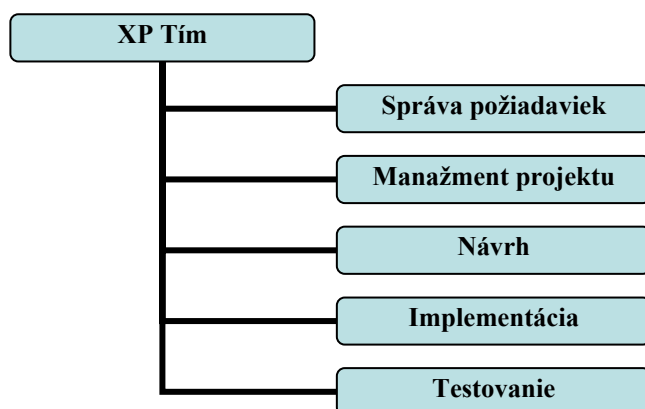 XP Tím
Správa požiadaviek
Manažment projektu
Návrh
Implementácia
Testovanie